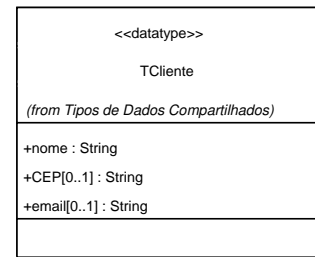 <<datatype>>
TCliente
(from Tipos de Dados Compartilhados)
+nome : String
+CEP[0..1] : String
+email[0..1] : String